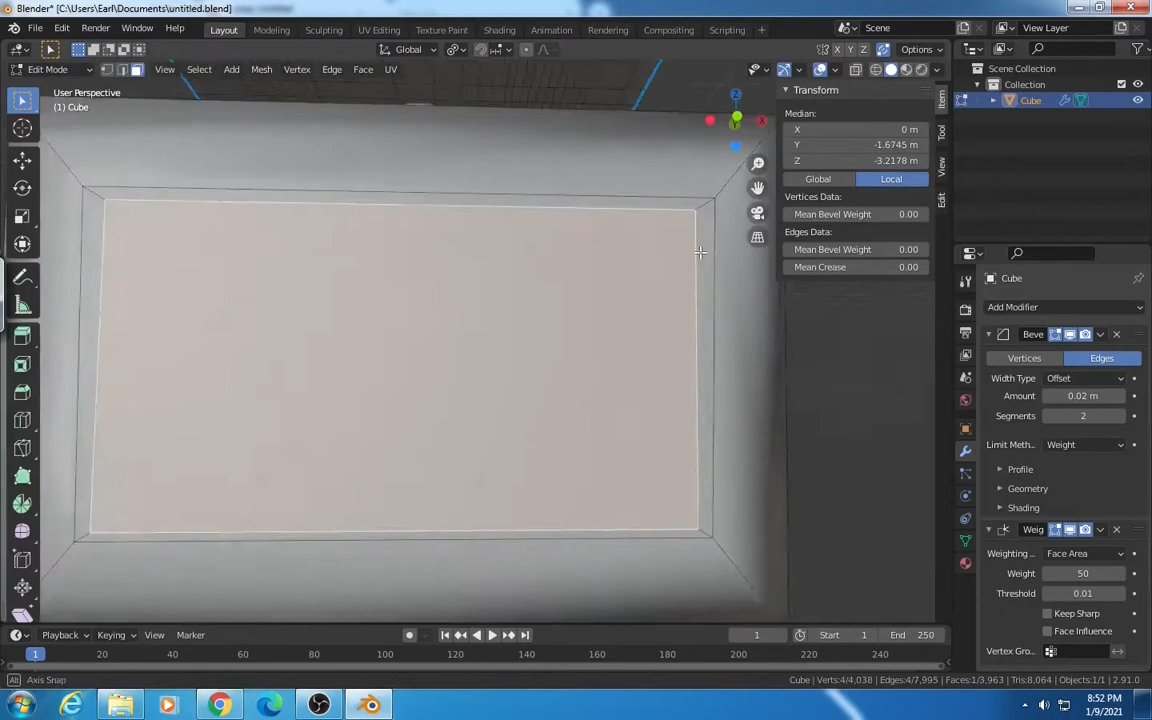 Blender* [C:\Users\Earl\Documents\untitled.blend]
File Edit Render Window Help Layout Modeling Sculpting UV Editing Texture Paint Shading Animation Rendering Compositing Scripting + Scene View Layer
Global X Y Z Options
Edit Mode View Select Add Mesh Vertex Edge Face UV
User Perspective
(1) Cube
Z
X
Y
Transform
Median:
X 0 m
Y -1.6745 m
Z -3.2178 m
Global Local
Vertices Data:
Mean Bevel Weight 0.00
Edges Data:
Mean Bevel Weight 0.00
Mean Crease 0.00
Item
Tool
View
Edit
Scene Collection
Collection
Cube
Cube
Add Modifier
Beve
Vertices Edges
Width Type Offset
Amount 0.02 m
Segments 2
Limit Meth.. Weight
Profile
Geometry
Shading
Weig
Weighting ... Face Area
Weight 50
Threshold 0.01
Keep Sharp
Face Influence
Vertex Gro..
Playback Keying View Marker 1 Start 1 End 250
1 20 40 60 80 100 120 140 160 180 200 220 240
Axis Snap
Cube | Verts:4/4,038 | Edges:4/7,995 | Faces:1/3,963 | Tris:8,064 | Objects:1/1 | 2.91.0
8:52 PM
1/9/2021